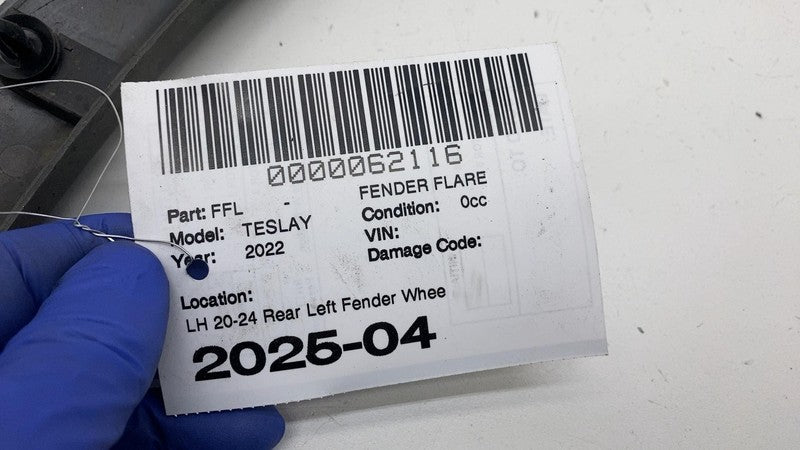 0000062116
Part: FFL - FENDER FLARE
Model: TESLAY Condition: 0cc
Year: 2022 VIN:
Damage Code:
Location:
LH 20-24 Rear Left Fender Whee
2025-04